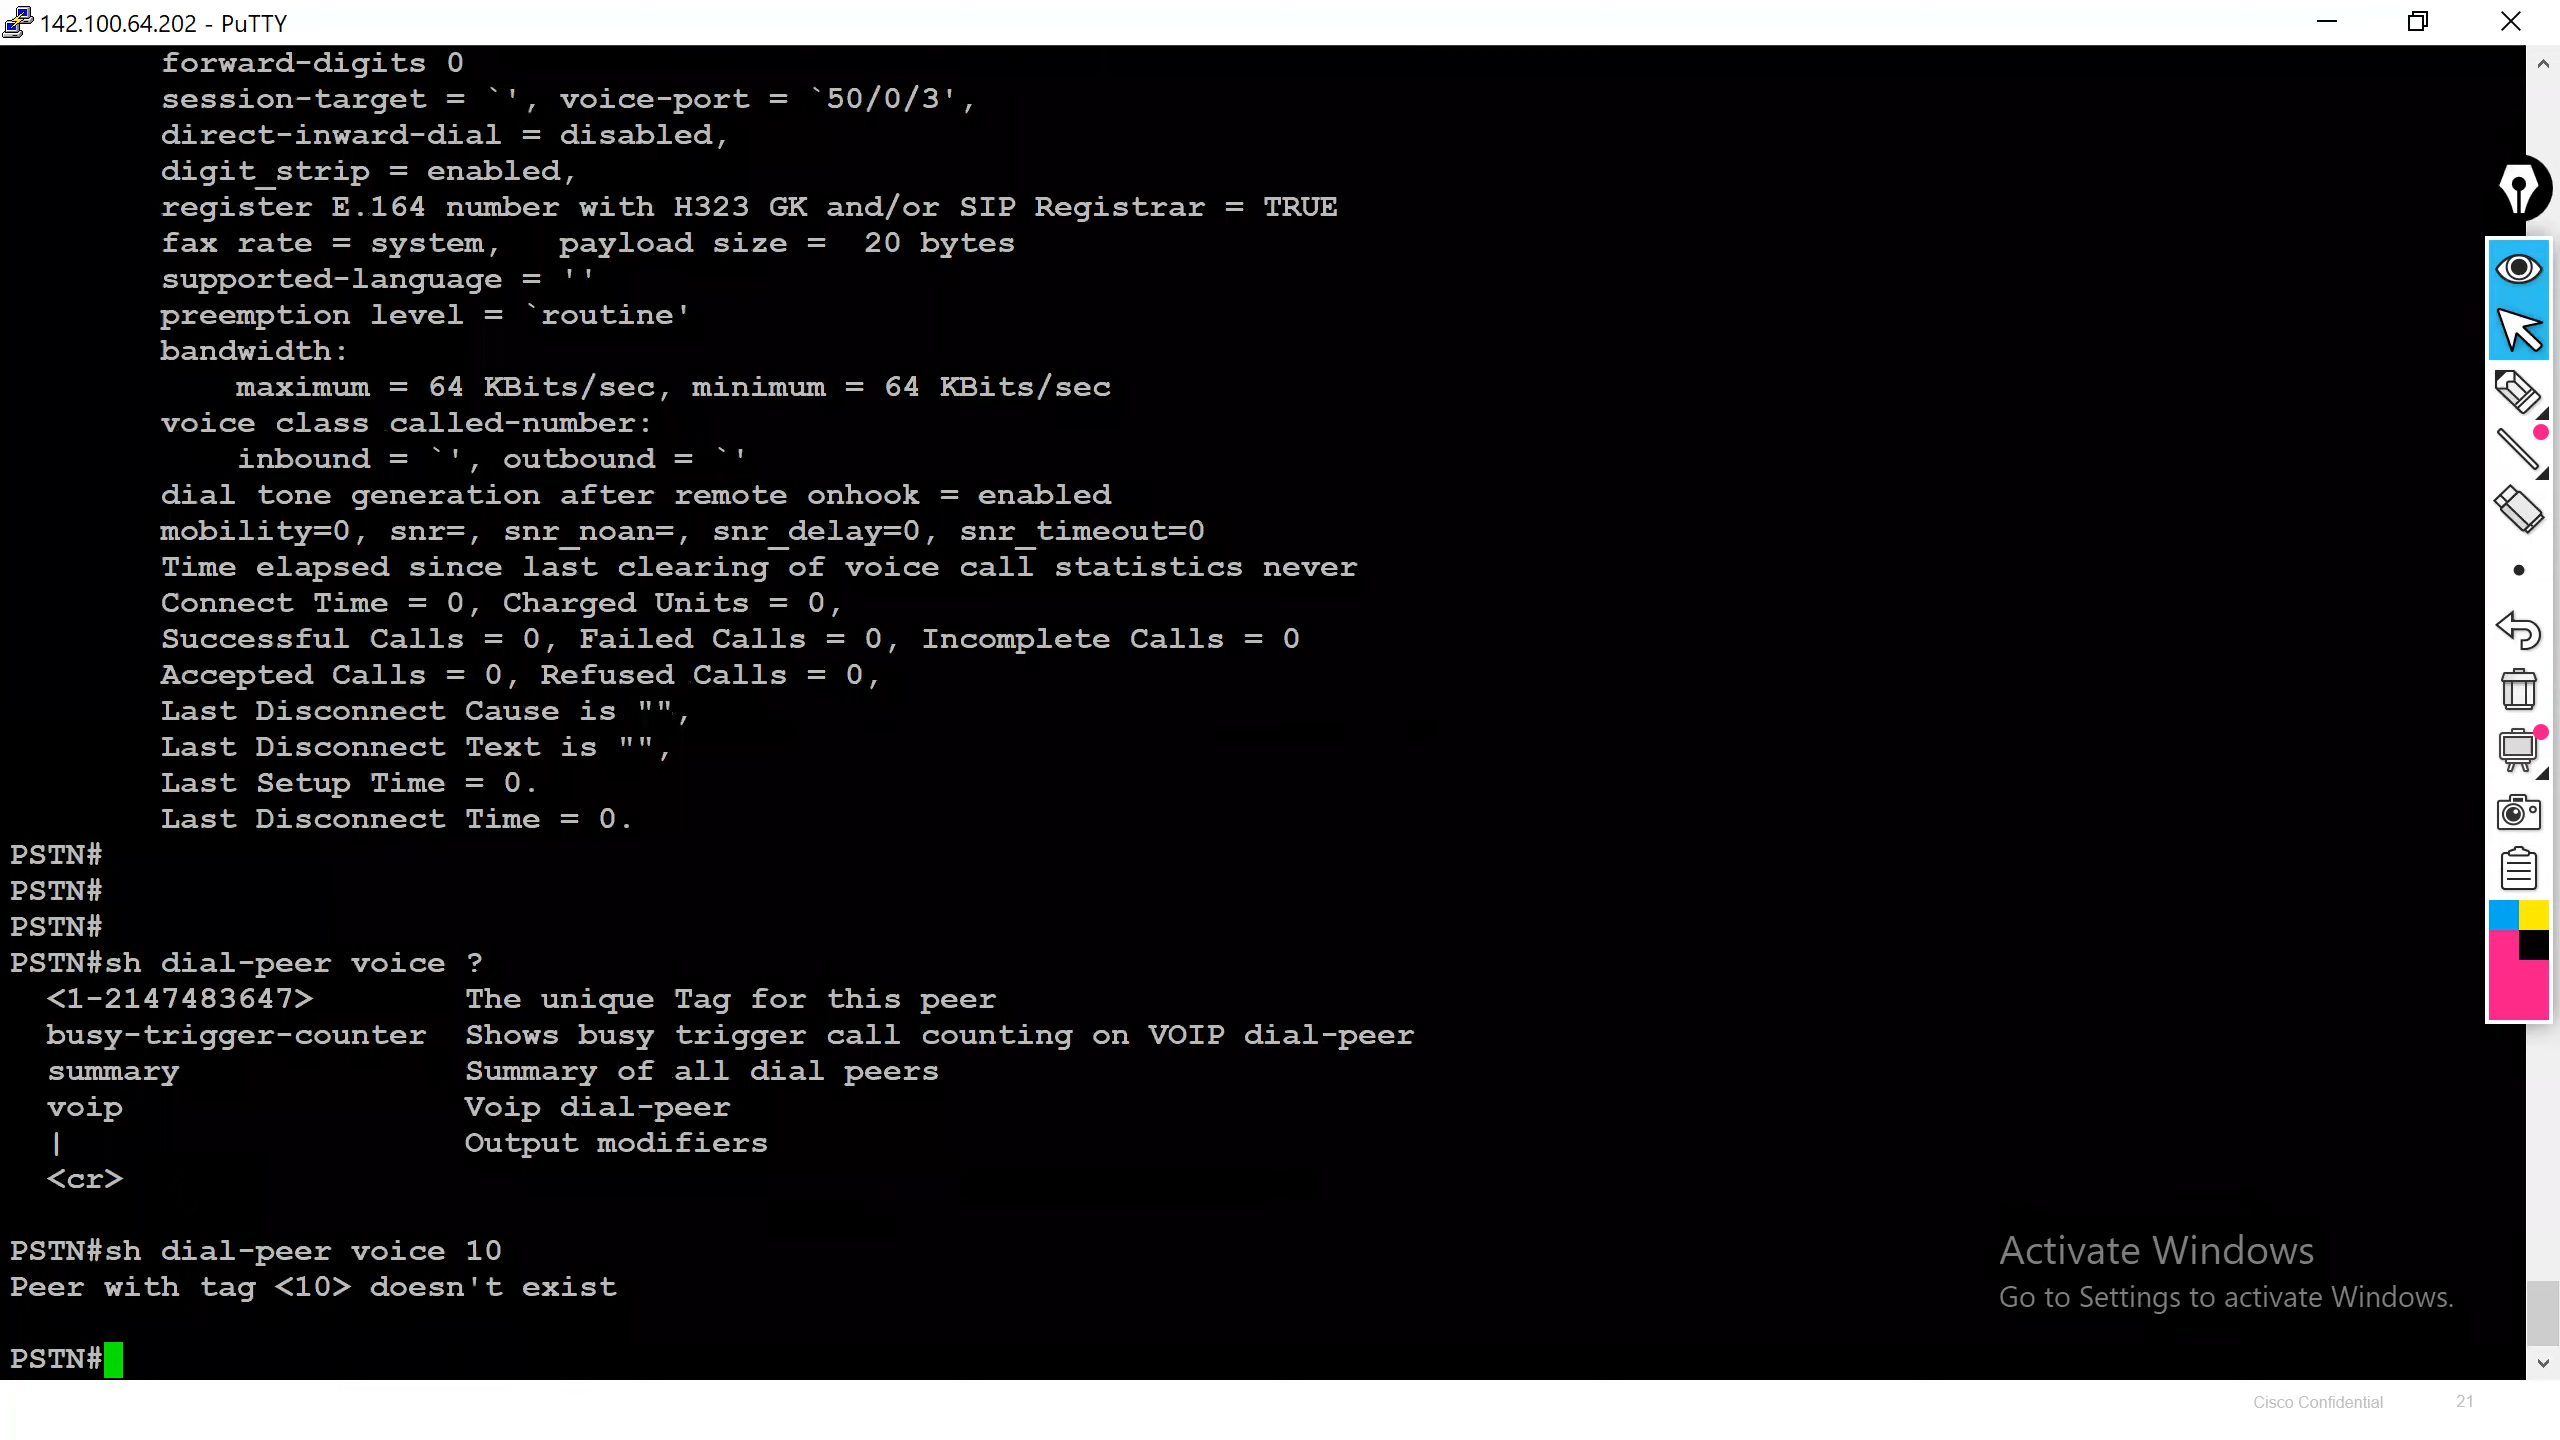 142.100.64.202 - PuTTY
forward-digits 0
session-target = `', voice-port = `50/0/3',
direct-inward-dial = disabled,
digit_strip = enabled,
register E.164 number with H323 GK and/or SIP Registrar = TRUE
fax rate = system,   payload size =  20 bytes
supported-language = ''
preemption level = `routine'
bandwidth:
    maximum = 64 KBits/sec, minimum = 64 KBits/sec
voice class called-number:
    inbound = `', outbound = `'
dial tone generation after remote onhook = enabled
mobility=0, snr=, snr_noan=, snr_delay=0, snr_timeout=0
Time elapsed since last clearing of voice call statistics never
Connect Time = 0, Charged Units = 0,
Successful Calls = 0, Failed Calls = 0, Incomplete Calls = 0
Accepted Calls = 0, Refused Calls = 0,
Last Disconnect Cause is "",
Last Disconnect Text is "",
Last Setup Time = 0.
Last Disconnect Time = 0.
PSTN#
PSTN#
PSTN#
PSTN#sh dial-peer voice ?
  <1-2147483647>        The unique Tag for this peer
  busy-trigger-counter  Shows busy trigger call counting on VOIP dial-peer
  summary               Summary of all dial peers
  voip                  Voip dial-peer
  |                     Output modifiers
  <cr>
PSTN#sh dial-peer voice 10
Peer with tag <10> doesn't exist
PSTN#
Activate Windows
Go to Settings to activate Windows.
Cisco Confidential 21